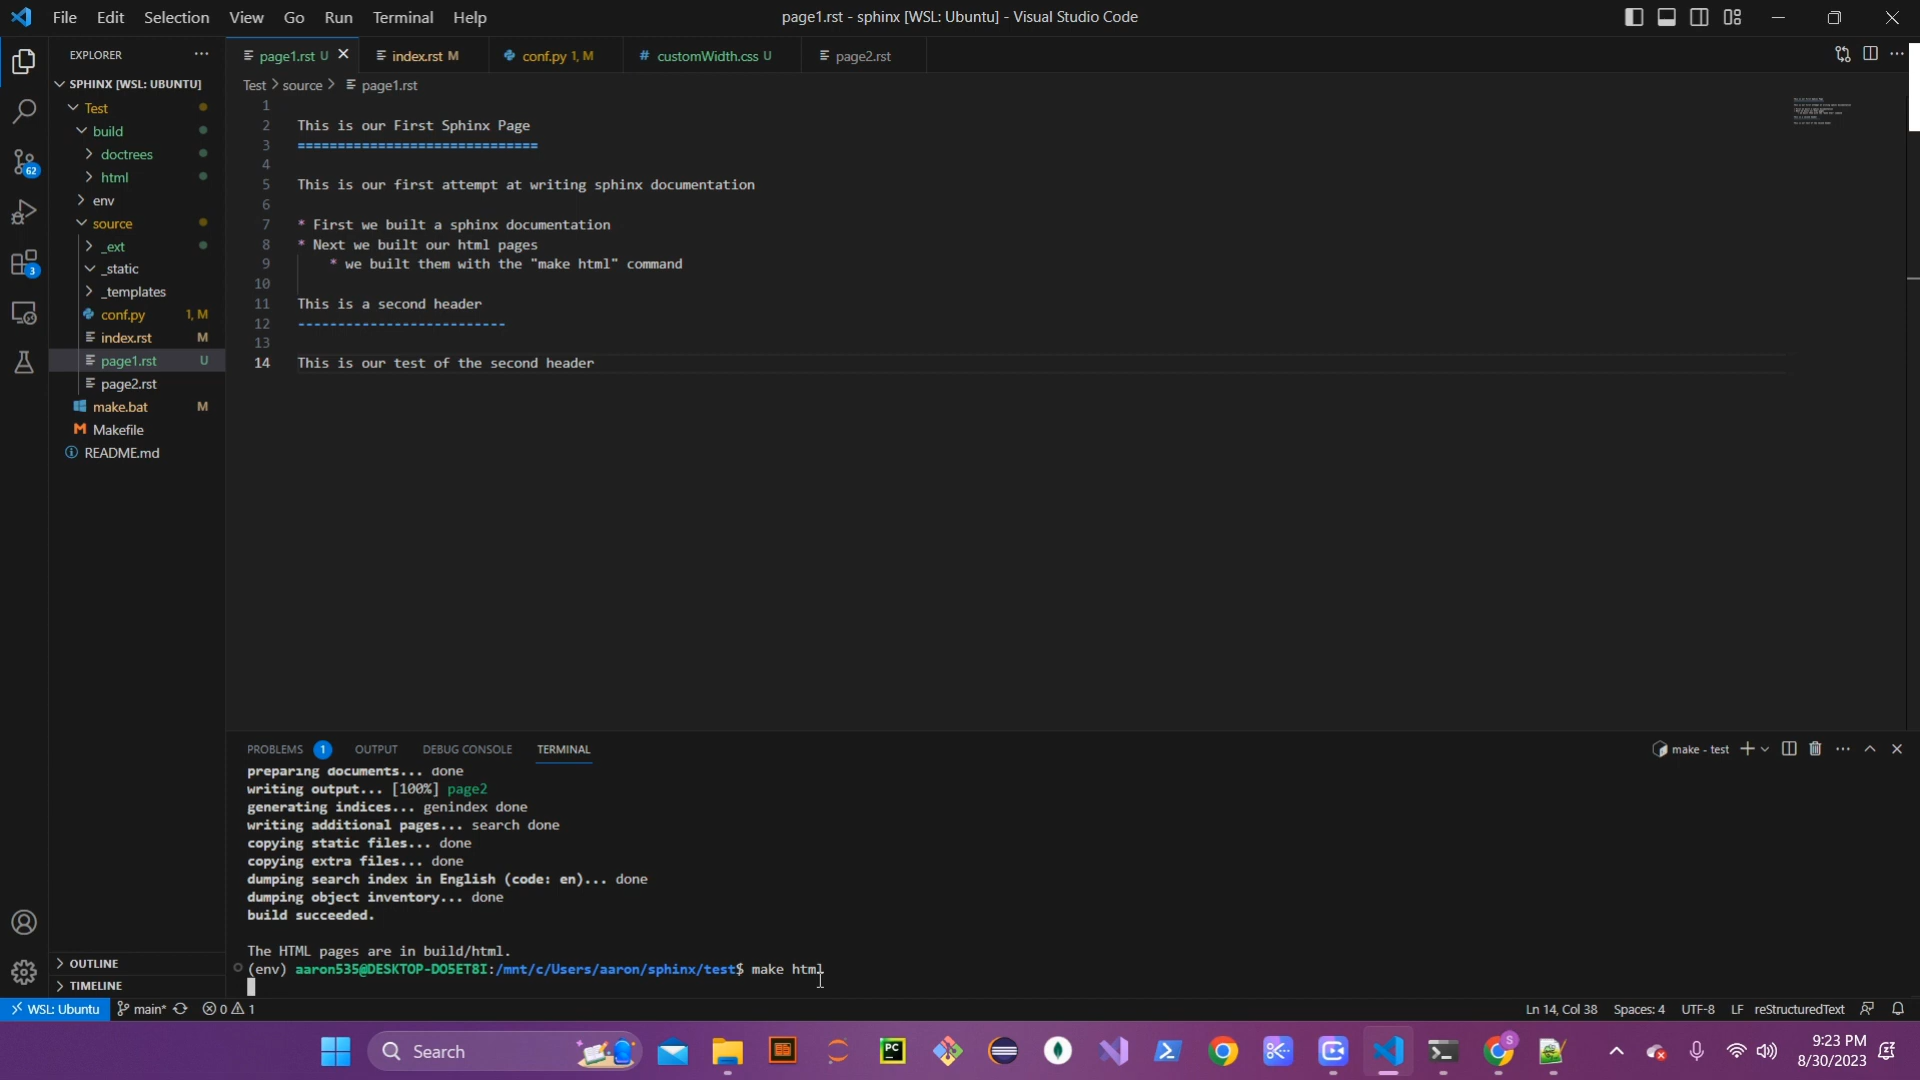 File Edit Selection View Go Run Terminal Help
page1.rst - sphinx [WSL: Ubuntu] - Visual Studio Code
EXPLORER
page1.rst U
index.rst M
conf.py 1, M
# customWidth.css U
page2.rst
SPHINX [WSL: UBUNTU]
Test
build
doctrees
html
env
source
_ext
_static
_templates
conf.py 1, M
index.rst M
page1.rst U
page2.rst
make.bat M
Makefile
README.md
OUTLINE
TIMELINE
62
3
Test > source > page1.rst
1
2 This is our First Sphinx Page
3 ==============================
4
5 This is our first attempt at writing sphinx documentation
6
7 * First we built a sphinx documentation
8 * Next we built our html pages
9 * we built them with the "make html" command
10
11 This is a second header
12 --------------------------
13
14 This is our test of the second header
PROBLEMS 1 OUTPUT DEBUG CONSOLE TERMINAL
make - test
preparing documents... done
writing output... [100%] page2
generating indices... genindex done
writing additional pages... search done
copying static files... done
copying extra files... done
dumping search index in English (code: en)... done
dumping object inventory... done
build succeeded.
The HTML pages are in build/html.
(env) aaron535@DESKTOP-DO5ET8I:/mnt/c/Users/aaron/sphinx/test$ make html
WSL: Ubuntu main* 0 1
Ln 14, Col 38 Spaces: 4 UTF-8 LF reStructuredText
Search
PC
S
9:23 PM
8/30/2023